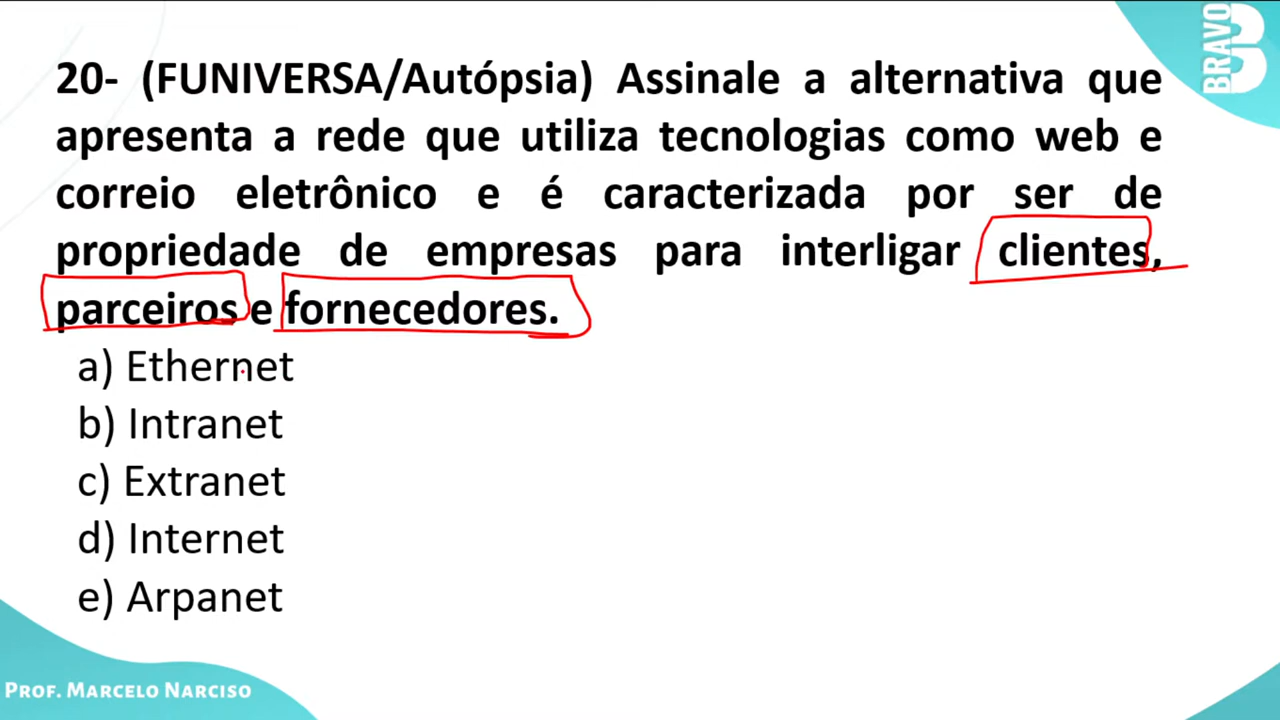 BRAVO
20- (FUNIVERSA/Autópsia) Assinale a alternativa que
apresenta a rede que utiliza tecnologias como web e
correio eletrônico e é caracterizada por ser de
propriedade de empresas para interligar clientes,
parceiros e fornecedores.
a) Ethernet
b) Intranet
c) Extranet
d) Internet
e) Arpanet
PROF. MARCELO NARCISO